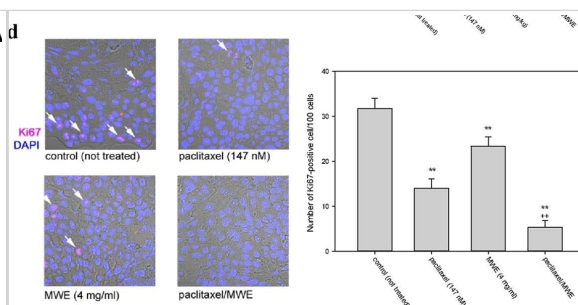 d
Ki67
DAPI
control (not treated)
paclitaxel (147 nM)
MWE (4 mg/ml)
paclitaxel/MWE
Number of Ki67-positive cell/100 cells
40
30
20
10
0
**
**
**
++
control (not treated)
paclitaxel (147 nM)
MWE (4 mg/ml)
paclitaxel/MWE